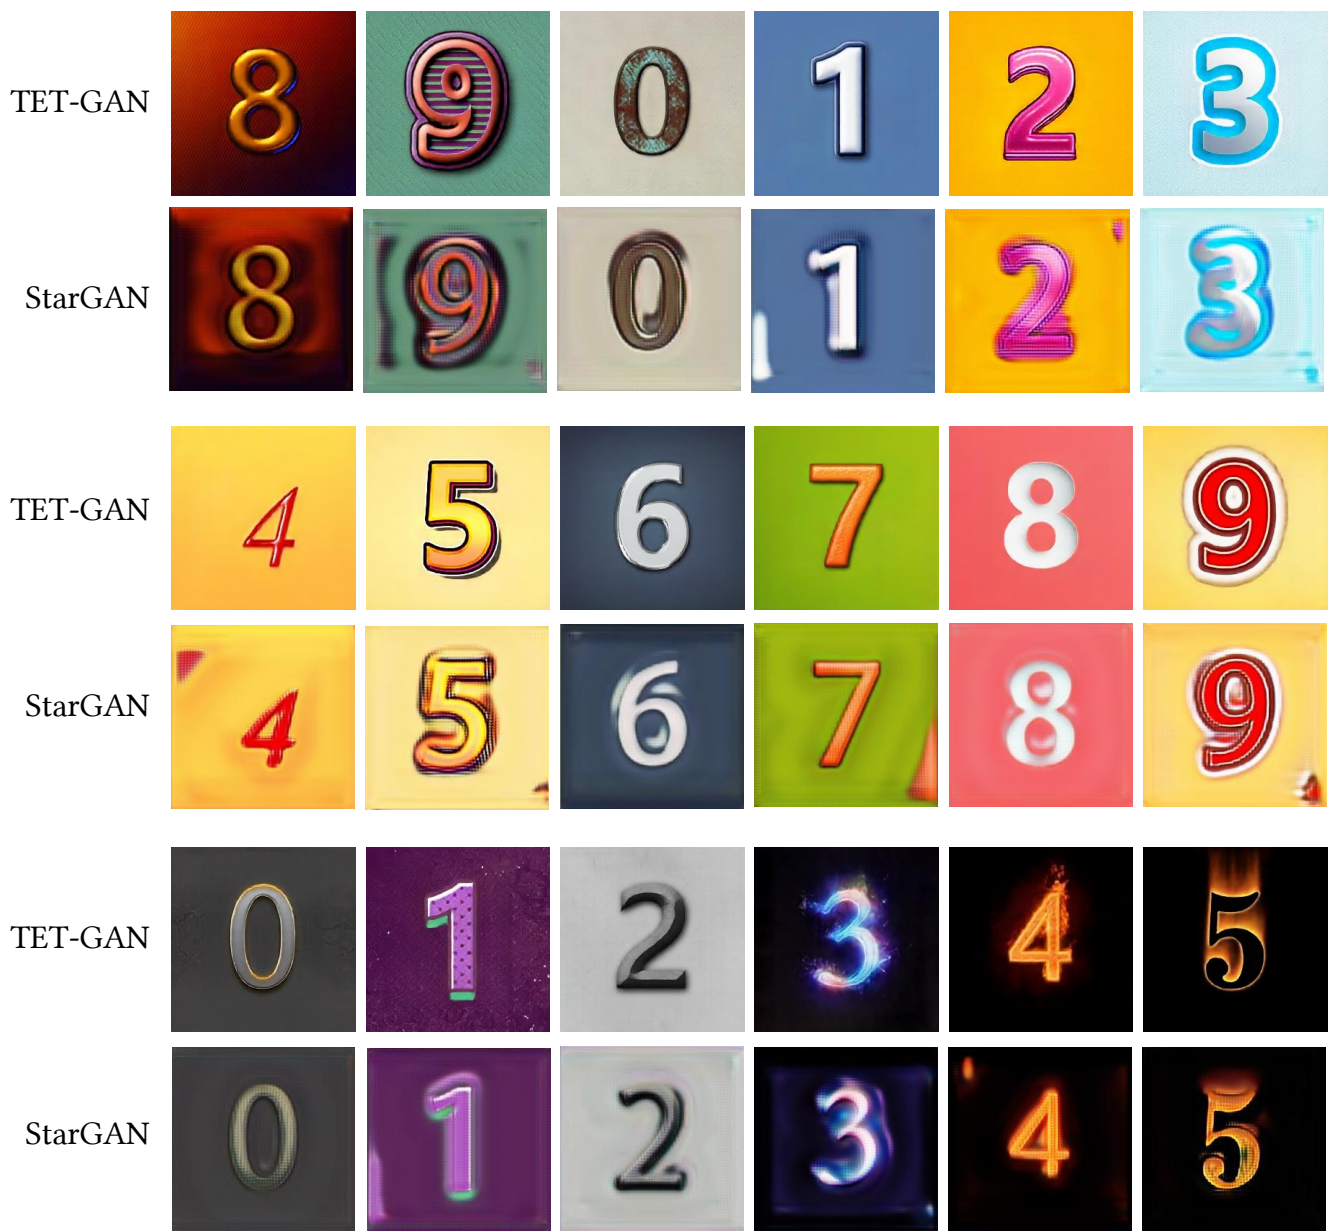 TET-GAN 8 9 0 1 2 3
StarGAN 8 9 0 1 2 3
TET-GAN 4 5 6 7 8 9
StarGAN 4 5 6 7 8 9
TET-GAN 0 1 2 3 4 5
StarGAN 0 1 2 3 4 5